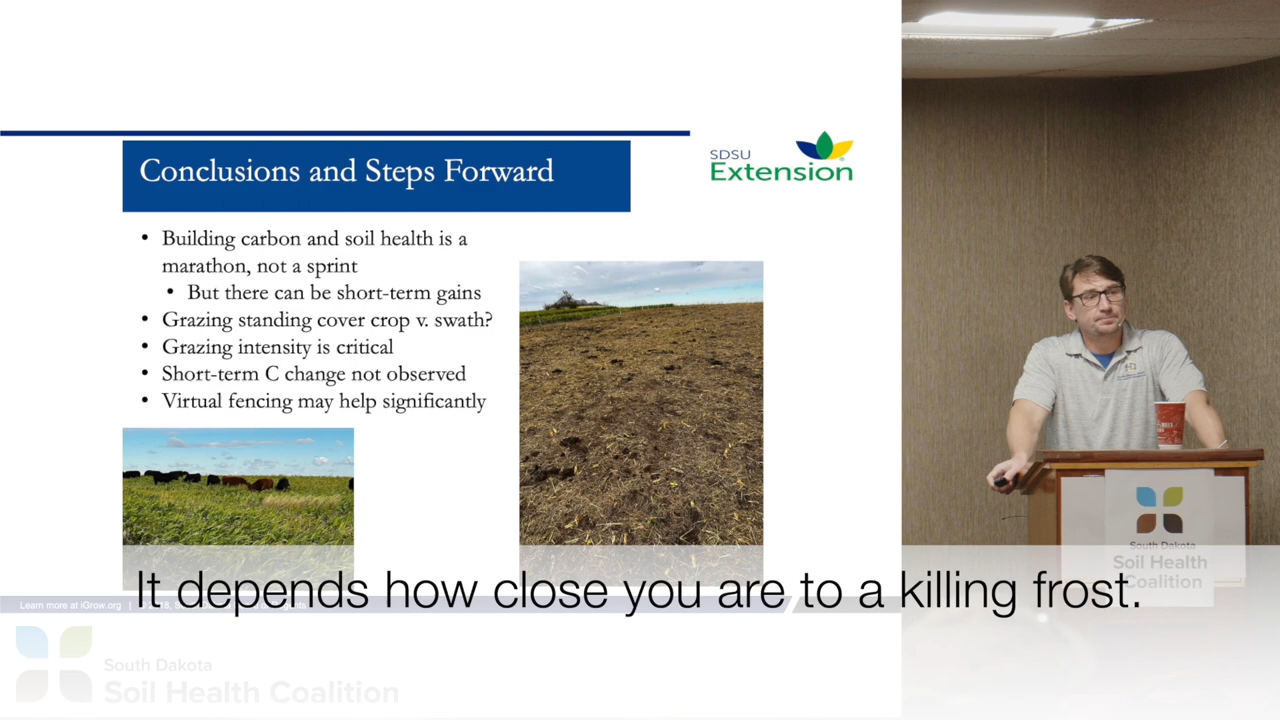 Conclusions and Steps Forward
SDSU
Extension
• Building carbon and soil health is a
marathon, not a sprint
• But there can be short-term gains
• Grazing standing cover crop v. swath?
• Grazing intensity is critical
• Short-term C change not observed
• Virtual fencing may help significantly
South Dakota
Soil Health
Coalition
It depends how close you are to a killing frost.
Learn more at iGrow.org |
South Dakota
Soil Health Coalition